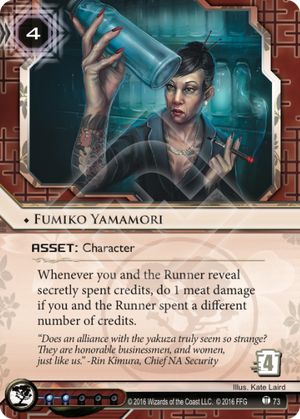 4
♦ FUMIKO YAMAMORI
ASSET: Character
Whenever you and the Runner reveal
secretly spent credits, do 1 meat damage
if you and the Runner spent a different
number of credits.
"Does an alliance with the yakuza truly seem so strange?
They are honorable businessmen, and women,
just like us." -Rin Kimura, Chief NA Security
4
Illus. Kate Laird
© 2016 Wizards of the Coast LLC. © 2016 FFG
73